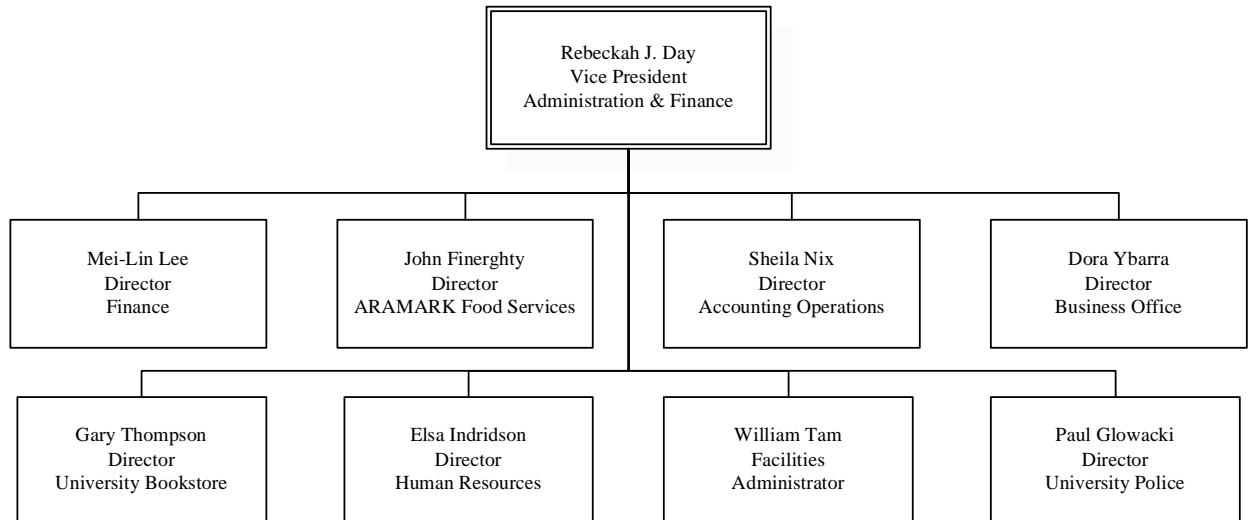 Rebeckah J. Day
Vice President
Administration & Finance
Mei-Lin Lee
Director
Finance
John Finerghty
Director
ARAMARK Food Services
Sheila Nix
Director
Accounting Operations
Dora Ybarra
Director
Business Office
Gary Thompson
Director
University Bookstore
Elsa Indridson
Director
Human Resources
William Tam
Facilities
Administrator
Paul Glowacki
Director
University Police